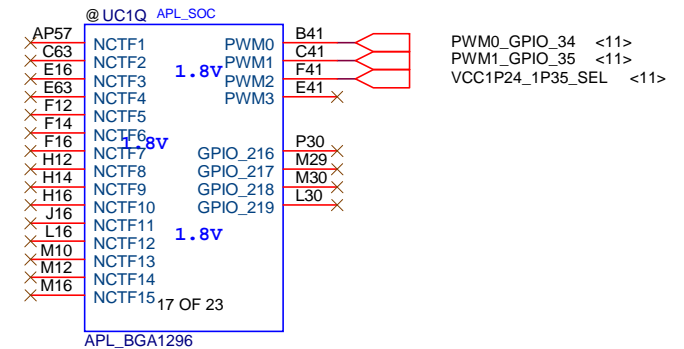 @ UC1Q APL_SOC
AP57 NCTF1 PWM0 B41 PWM0_GPIO_34 <11>
C63 NCTF2 PWM1 C41 PWM1_GPIO_35 <11>
E16 NCTF3 1.8V PWM2 F41 VCC1P24_1P35_SEL <11>
E63 NCTF4 PWM3 E41
F12 NCTF5
F14 NCTF6 1.8V
F16 NCTF7 GPIO_216 P30
H12 NCTF8 GPIO_217 M29
H14 NCTF9 GPIO_218 M30
H16 NCTF10 GPIO_219 L30
J16 NCTF11
L16 NCTF12 1.8V
M10 NCTF13
M12 NCTF14
M16 NCTF15 17 OF 23
APL_BGA1296